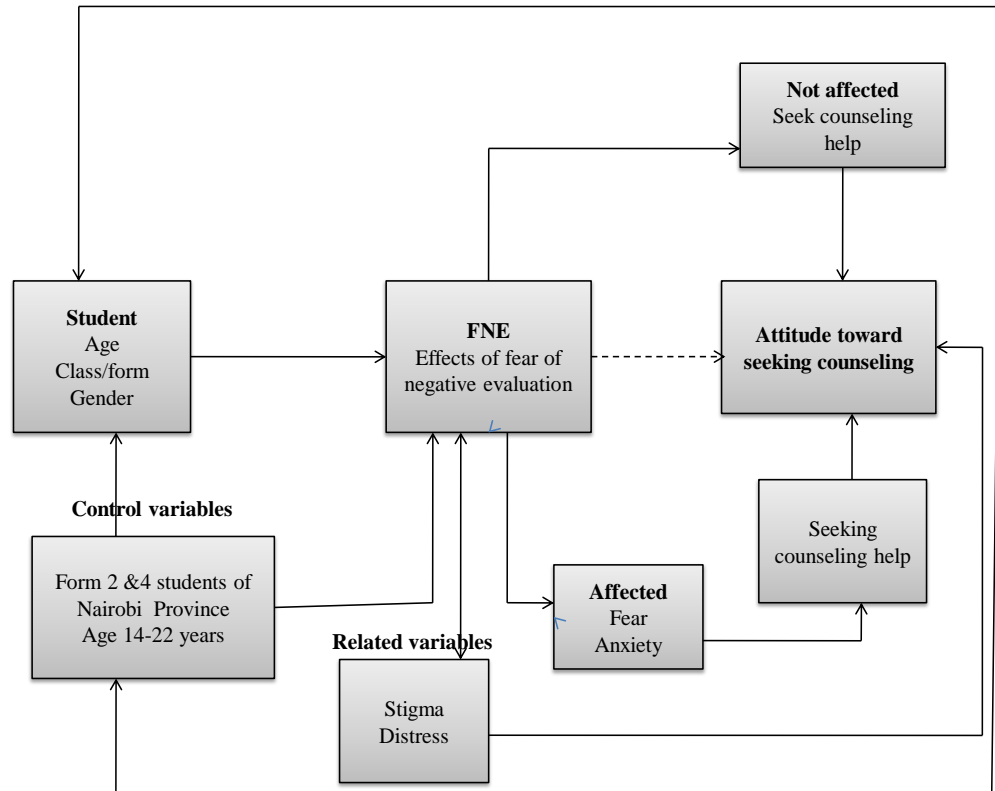 Not affected
Seek counseling
help
Student
Age
Class/form
Gender
FNE
Effects of fear of
negative evaluation
Attitude toward
seeking counseling
Control variables
Form 2 &4 students of
Nairobi Province
Age 14-22 years
Seeking
counseling help
Affected
Fear
Anxiety
Related variables
Stigma
Distress